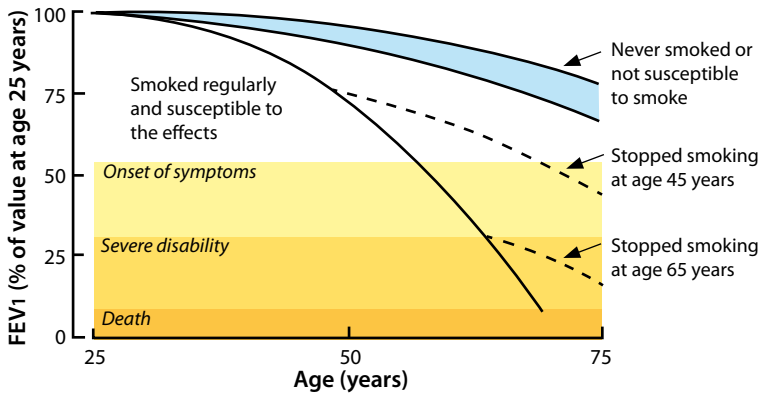 FEV1 (% of value at age 25 years)
100
75
50
25
0
Smoked regularly
and susceptible to
the effects
Never smoked or
not susceptible
to smoke
Onset of symptoms
Stopped smoking
at age 45 years
Severe disability
Stopped smoking
at age 65 years
Death
25
50
75
Age (years)